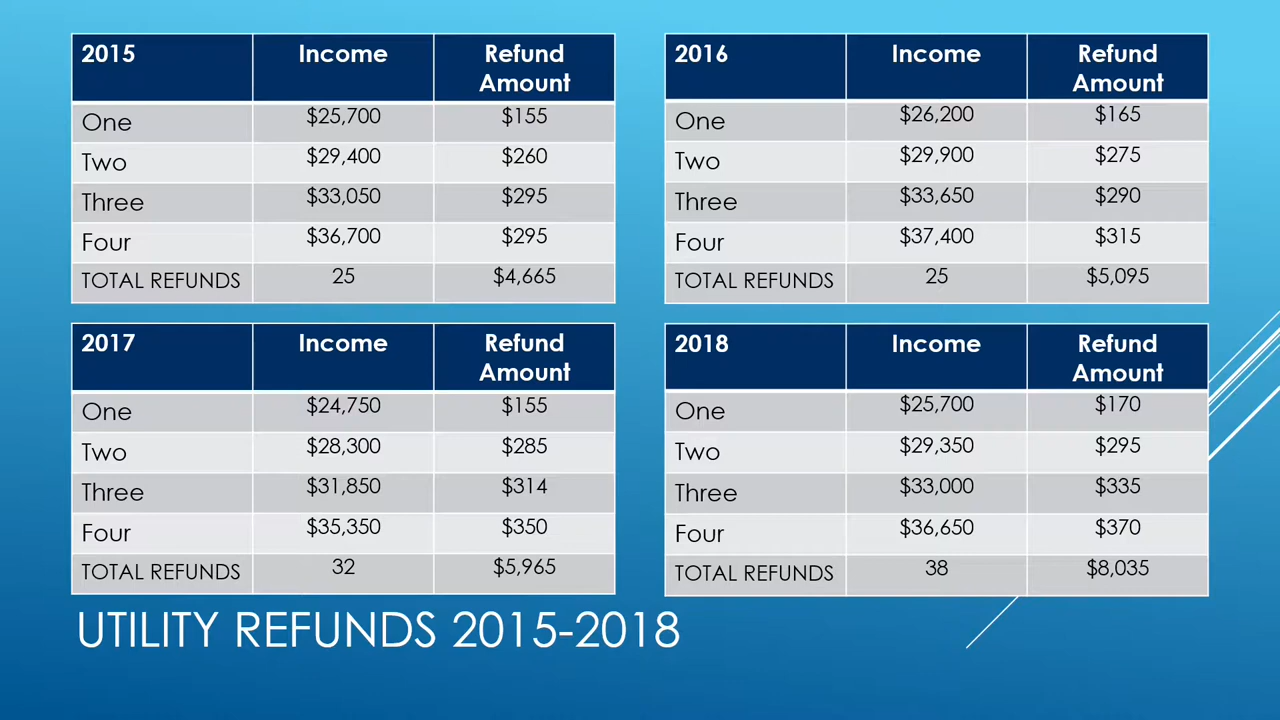 2015 Income Refund Amount
One $25,700 $155
Two $29,400 $260
Three $33,050 $295
Four $36,700 $295
TOTAL REFUNDS 25 $4,665
2016 Income Refund Amount
One $26,200 $165
Two $29,900 $275
Three $33,650 $290
Four $37,400 $315
TOTAL REFUNDS 25 $5,095
2017 Income Refund Amount
One $24,750 $155
Two $28,300 $285
Three $31,850 $314
Four $35,350 $350
TOTAL REFUNDS 32 $5,965
2018 Income Refund Amount
One $25,700 $170
Two $29,350 $295
Three $33,000 $335
Four $36,650 $370
TOTAL REFUNDS 38 $8,035
UTILITY REFUNDS 2015-2018